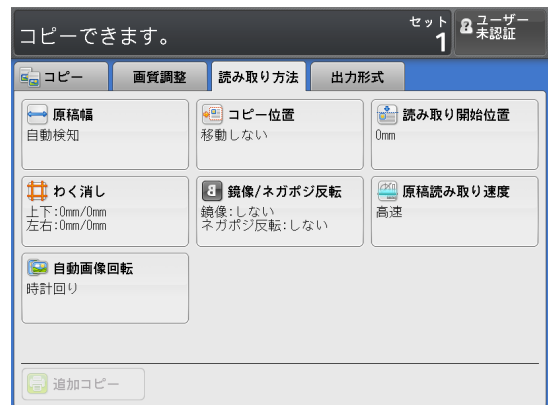 コピーできます。
セット
1
ユーザー
未認証
コピー
画質調整
読み取り方法
出力形式
原稿幅
自動検知
コピー位置
移動しない
読み取り開始位置
0mm
わく消し
上下:0mm/0mm
左右:0mm/0mm
鏡像/ネガポジ反転
鏡像:しない
ネガポジ反転:しない
原稿読み取り速度
高速
自動画像回転
時計回り
追加コピー